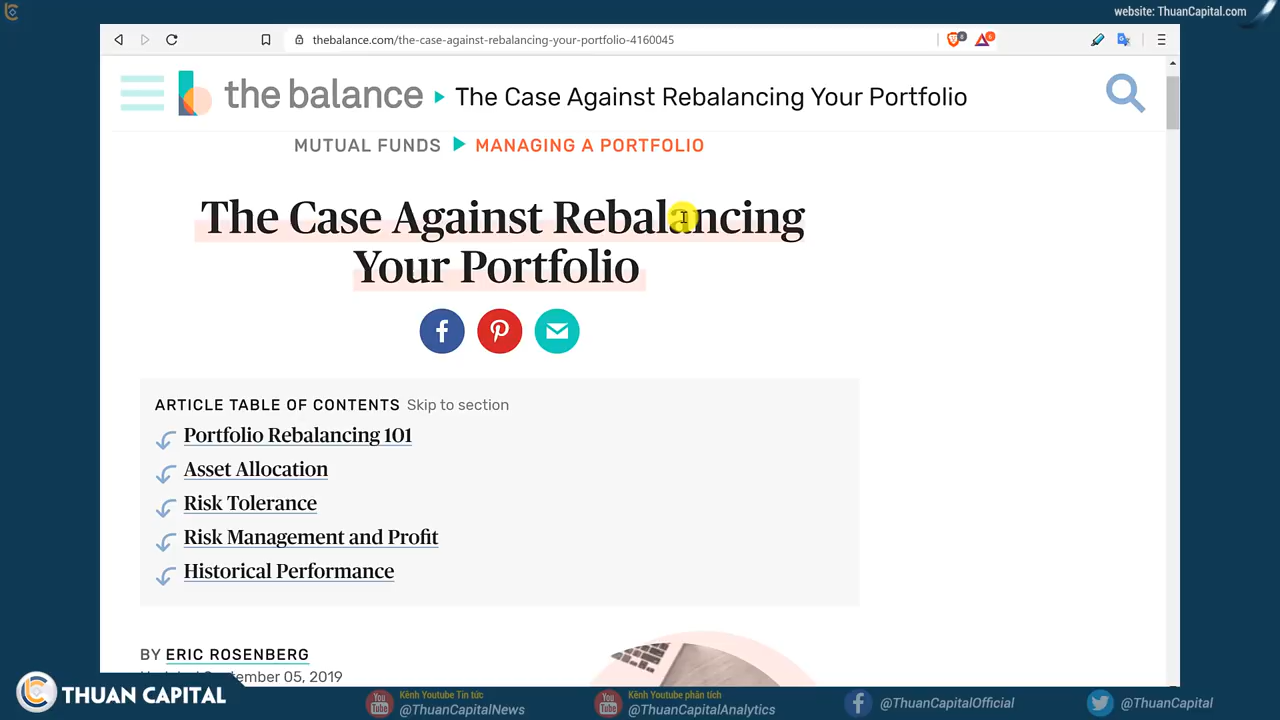 website: ThuanCapital.com
thebalance.com/the-case-against-rebalancing-your-portfolio-4160045
the balance The Case Against Rebalancing Your Portfolio
MUTUAL FUNDS MANAGING A PORTFOLIO
The Case Against Rebalancing
Your Portfolio
ARTICLE TABLE OF CONTENTS Skip to section
Portfolio Rebalancing 101
Asset Allocation
Risk Tolerance
Risk Management and Profit
Historical Performance
BY ERIC ROSENBERG
September 05, 2019
THUAN CAPITAL
Kênh Youtube Tin tức
@ThuanCapitalNews
Kênh Youtube phân tích
@ThuanCapitalAnalytics
@ThuanCapitalOfficial
@ThuanCapital